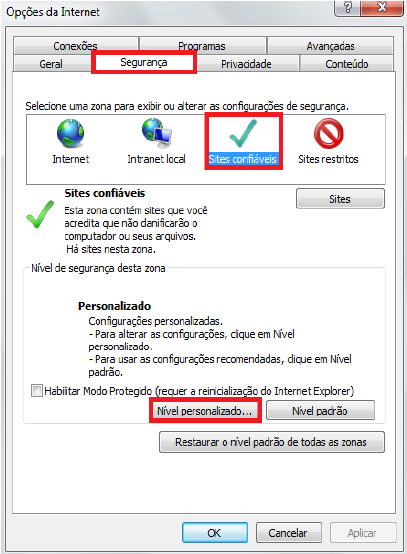 Opções da Internet
Conexões Programas Avançadas
Geral Segurança Privacidade Conteúdo
Selecione uma zona para exibir ou alterar as configurações de segurança.
Internet Intranet local Sites confiáveis Sites restritos
Sites confiáveis
Sites
Esta zona contém sites que você
acredita que não danificarão o
computador ou seus arquivos.
Há sites nesta zona.
Nível de segurança desta zona
Personalizado
Configurações personalizadas.
- Para alterar as configurações, clique em Nível
personalizado.
- Para usar as configurações recomendadas, clique em Nível
padrão.
Habilitar Modo Protegido (requer a reinicialização do Internet Explorer)
Nível personalizado... Nível padrão
Restaurar o nível padrão de todas as zonas
OK Cancelar Aplicar